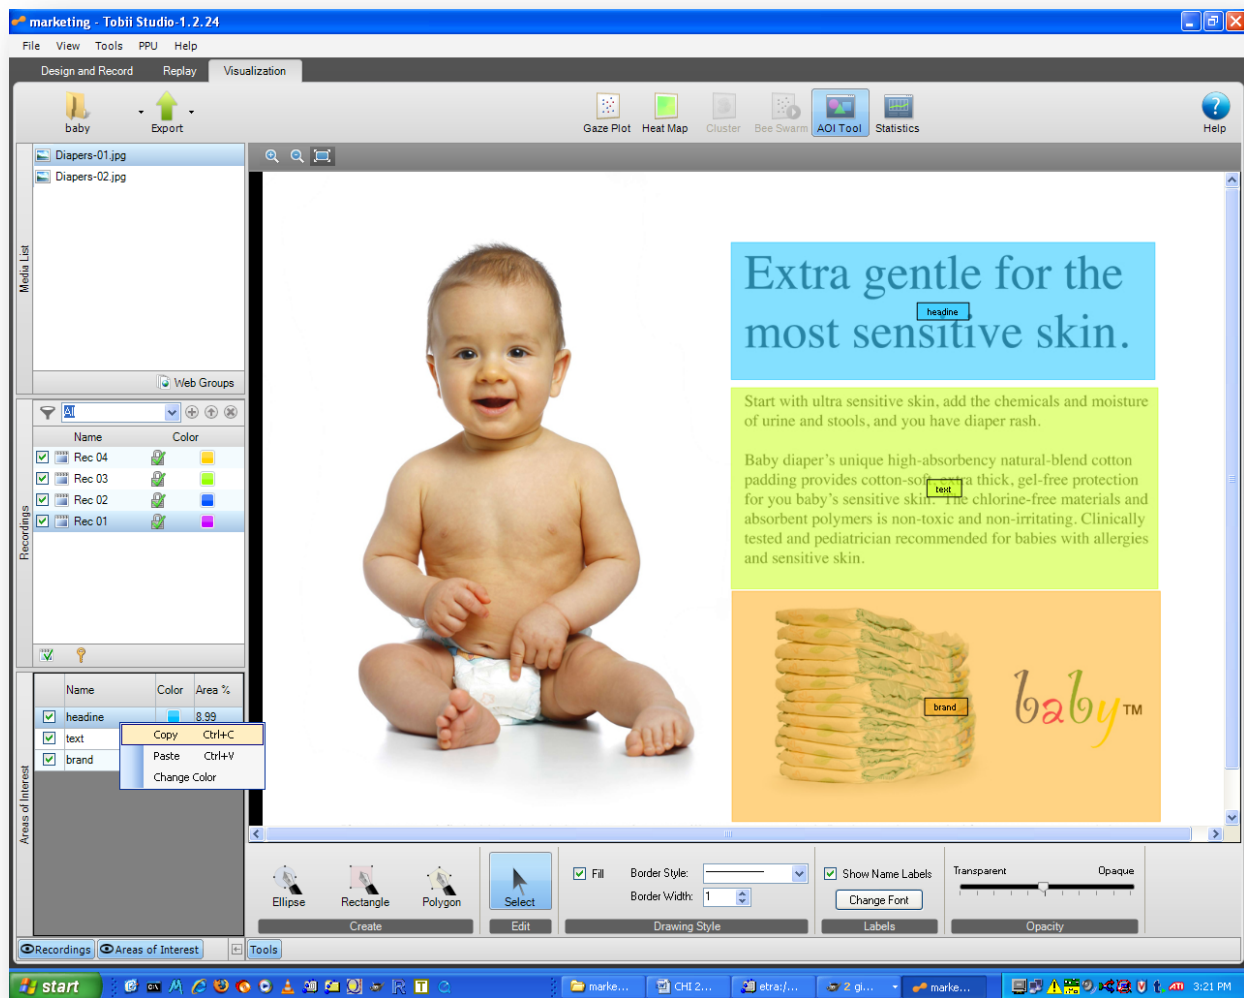 marketing - Tobii Studio-1.2.24
File View Tools PPU Help
Design and Record Replay Visualization
baby Export Gaze Plot Heat Map Cluster Bee Swarm AOI Tool Statistics Help
Media List
Diapers-01.jpg
Diapers-02.jpg
Web Groups
Recordings
All
Name Color
Rec 04
Rec 03
Rec 02
Rec 01
Areas of Interest
Name Color Area %
headine 8.99
text
brand
Copy Ctrl+C
Paste Ctrl+V
Change Color
Extra gentle for the
most sensitive skin.
headine
Start with ultra sensitive skin, add the chemicals and moisture
of urine and stools, and you have diaper rash.
Baby diaper's unique high-absorbency natural-blend cotton
padding provides cotton-soft, extra thick, gel-free protection
for you baby's sensitive skin. The chlorine-free materials and
absorbent polymers is non-toxic and non-irritating. Clinically
tested and pediatrician recommended for babies with allergies
and sensitive skin.
text
brand
baby™
Ellipse Rectangle Polygon
Create
Select
Edit
Fill Border Style:
Border Width: 1
Drawing Style
Show Name Labels
Change Font
Labels
Transparent Opaque
Opacity
Recordings Areas of Interest Tools
start marke... CHI 2... etra:/... 2 gi... marke... 3:21 PM